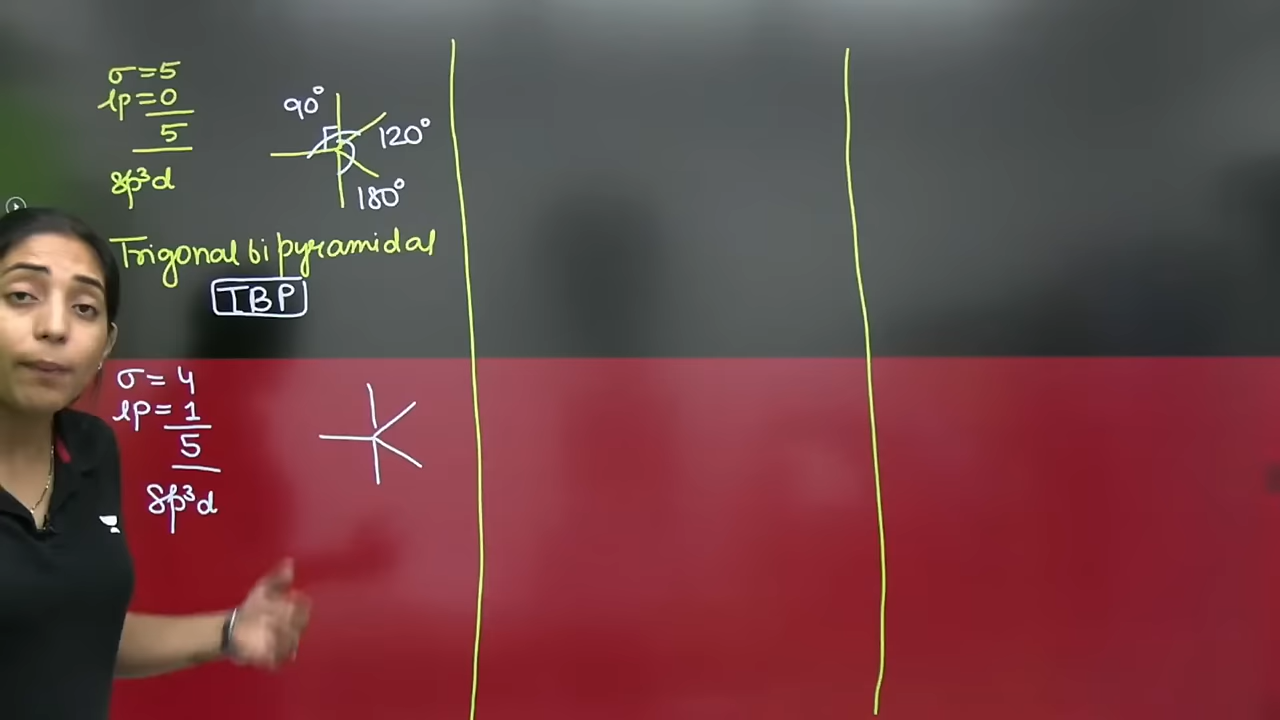 σ = 5
lp = 0
5
sp³d
90°
120°
180°
Trigonal bipyramidal
TBP
σ = 4
lp = 1
5
sp³d